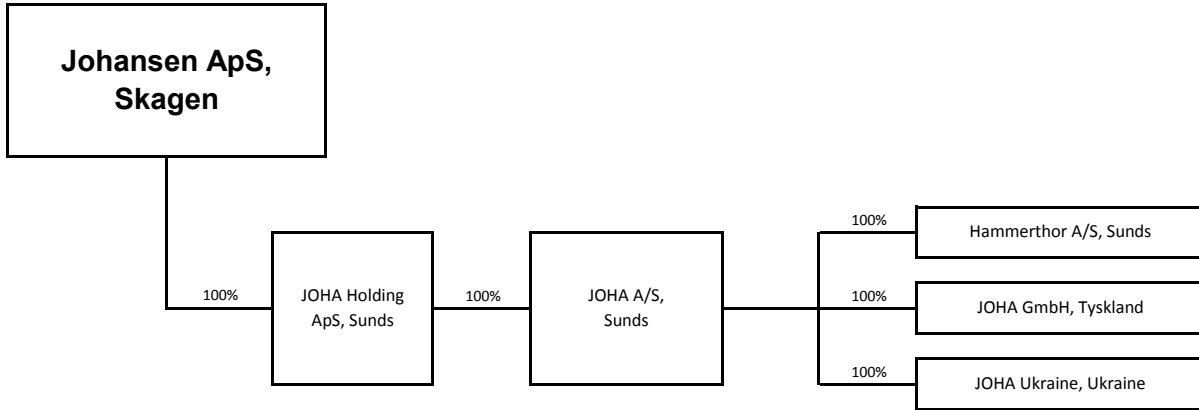 Johansen ApS,
Skagen
100%
JOHA Holding
ApS, Sunds
100%
JOHA A/S,
Sunds
100%
Hammerthor A/S, Sunds
100%
JOHA GmbH, Tyskland
100%
JOHA Ukraine, Ukraine